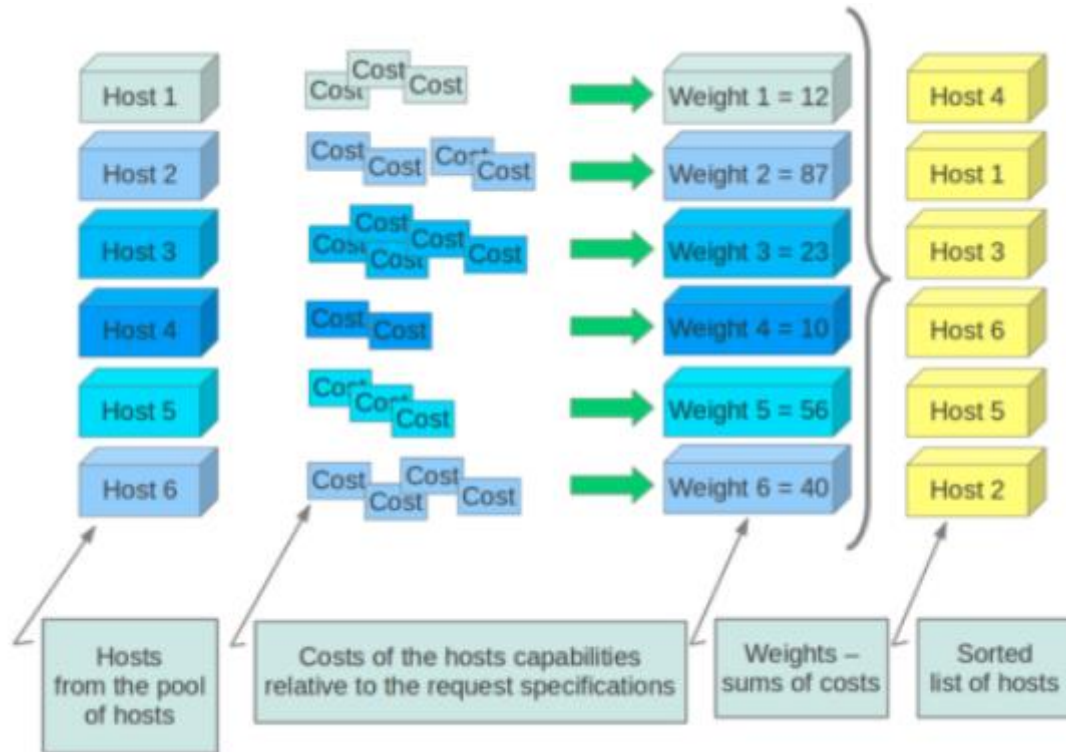 Host 1
Cost
Cost
Cost
Weight 1 = 12
Host 4
Host 2
Cost
Cost
Cost
Cost
Weight 2 = 87
Host 1
Host 3
Cost
Cost
Cost
Cost
Cost
Weight 3 = 23
Host 3
Host 4
Cost
Cost
Weight 4 = 10
Host 6
Host 5
Cost
Cost
Cost
Weight 5 = 56
Host 5
Host 6
Cost
Cost
Cost
Cost
Weight 6 = 40
Host 2
Hosts
from the pool
of hosts
Costs of the hosts capabilities
relative to the request specifications
Weights –
sums of costs
Sorted
list of hosts